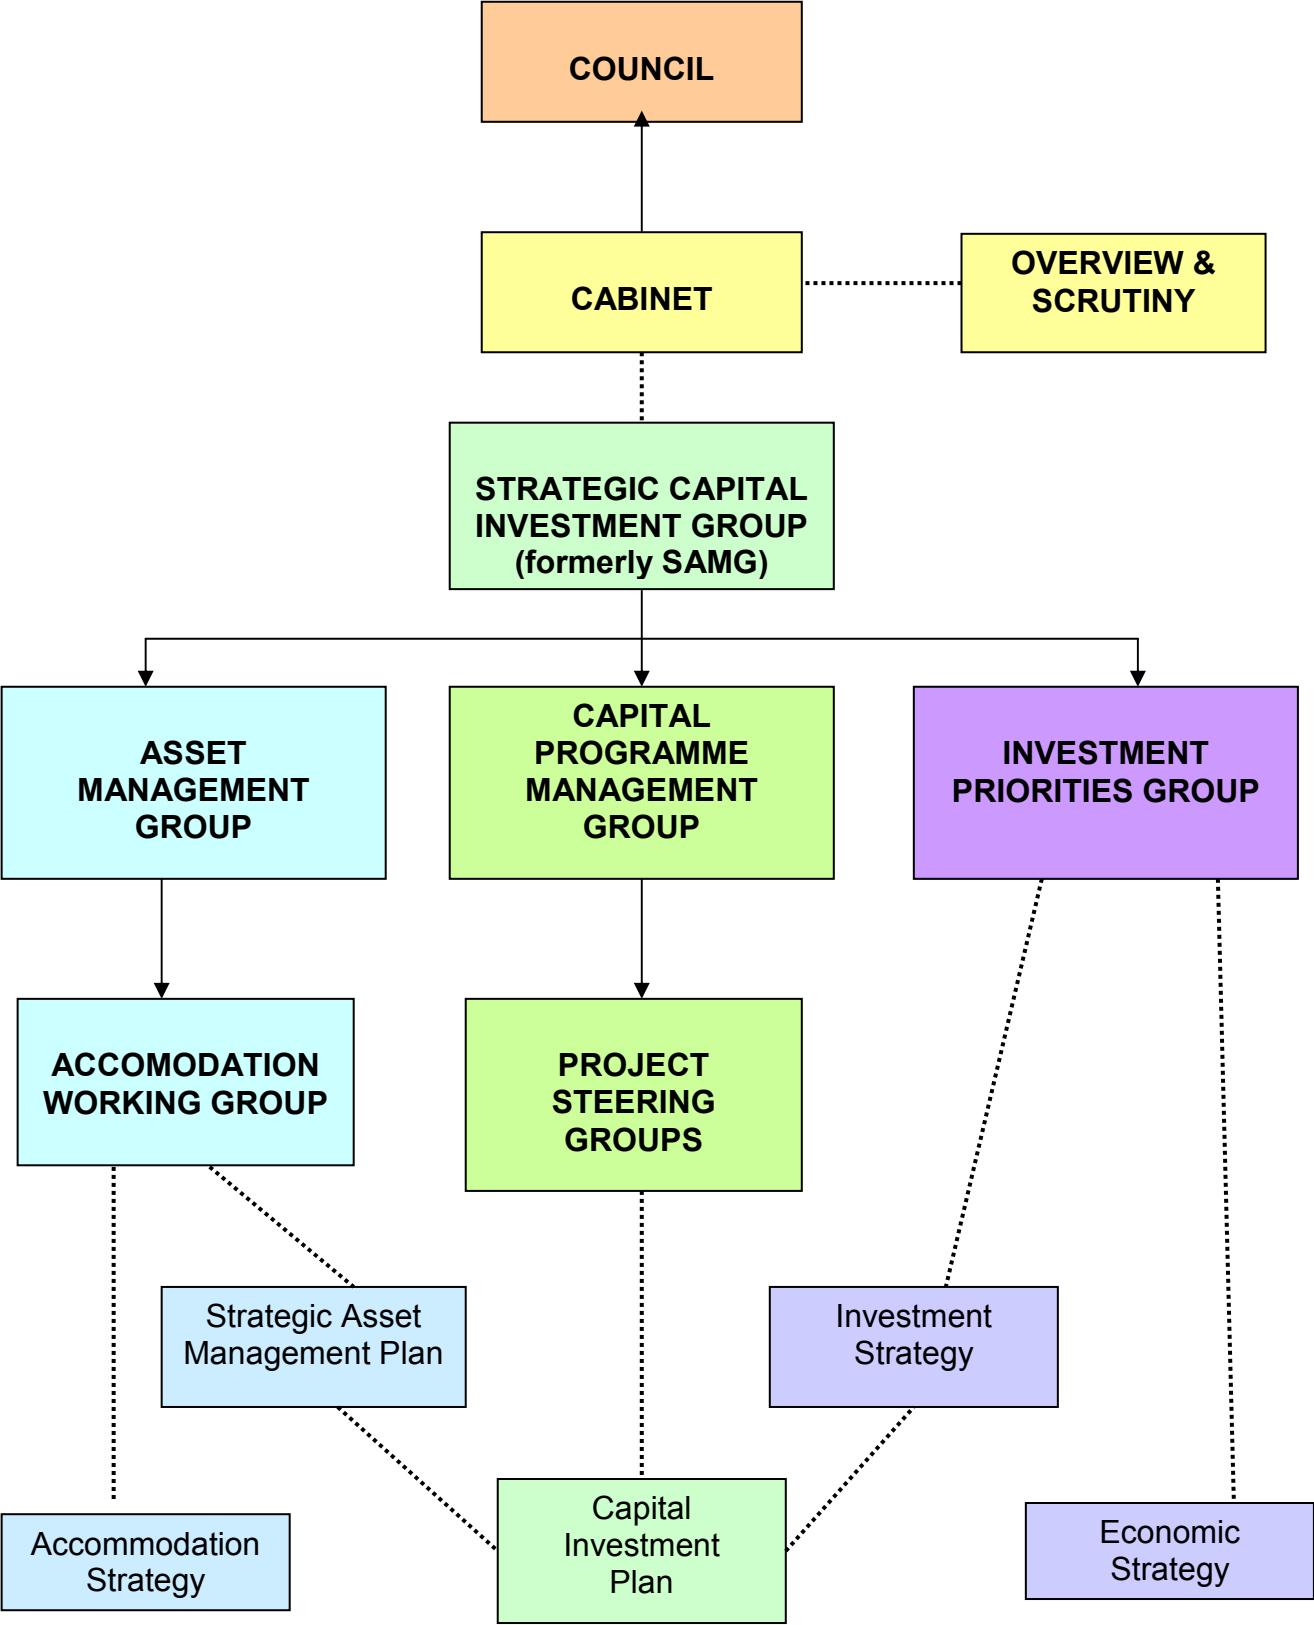 COUNCIL
CABINET
OVERVIEW &
SCRUTINY
STRATEGIC CAPITAL
INVESTMENT GROUP
(formerly SAMG)
ASSET
MANAGEMENT
GROUP
CAPITAL
PROGRAMME
MANAGEMENT
GROUP
INVESTMENT
PRIORITIES GROUP
ACCOMODATION
WORKING GROUP
PROJECT
STEERING
GROUPS
Strategic Asset
Management Plan
Investment
Strategy
Accommodation
Strategy
Capital
Investment
Plan
Economic
Strategy